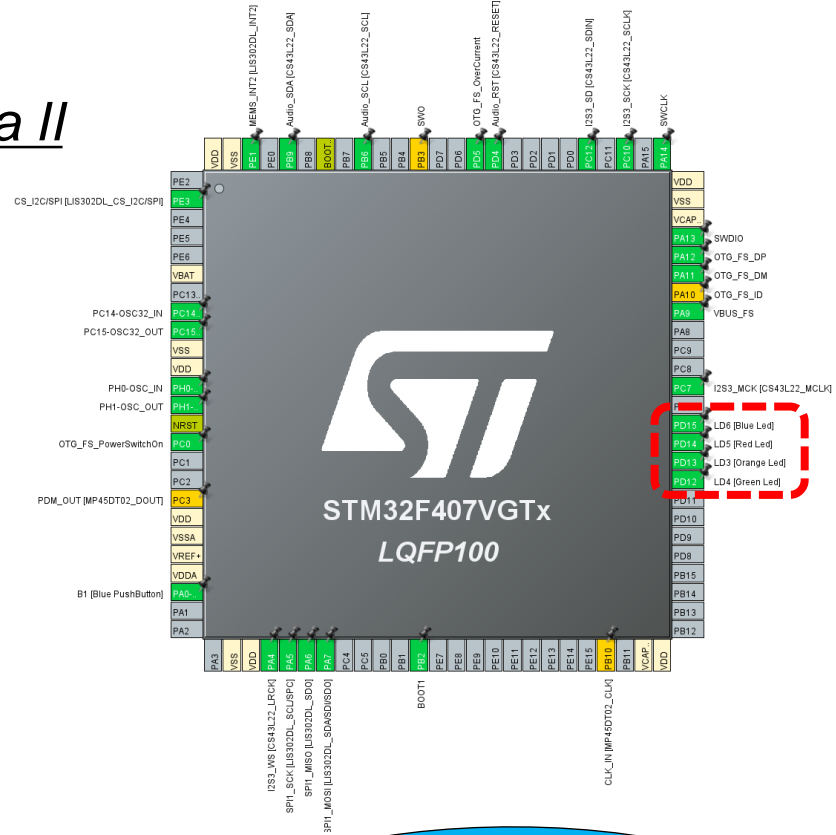 a II
MEMS_INT2 [LIS302DL_INT2]
Audio_SDA [CS43L22_SDA]
Audio_SCL [CS43L22_SCL]
SWO
OTG_FS_OverCurrent
Audio_RST [CS43L22_RESET]
I2S3_SD [CS43L22_SDIN]
I2S3_SCK [CS43L22_SCLK]
SWCLK
VDD
VSS
PE1
PE0
PB9
PB8
BOOT..
PB7
PB6
PB5
PB4
PB3
PD7
PD6
PD5
PD4
PD3
PD2
PD1
PD0
PC12
PC11
PC10
PA15
PA14
PE2
CS_I2C/SPI [LIS302DL_CS_I2C/SPI] PE3
PE4
PE5
PE6
VBAT
PC13..
PC14-OSC32_IN PC14..
PC15-OSC32_OUT PC15..
VSS
VDD
PH0-OSC_IN PH0-..
PH1-OSC_OUT PH1-..
NRST
OTG_FS_PowerSwitchOn PC0
PC1
PC2
PDM_OUT [MP45DT02_DOUT] PC3
VDD
VSSA
VREF+
VDDA
B1 [Blue PushButton] PA0-..
PA1
PA2
STM32F407VGTx
LQFP100
VDD
VSS
VCAP..
PA13 SWDIO
PA12 OTG_FS_DP
PA11 OTG_FS_DM
PA10 OTG_FS_ID
PA9 VBUS_FS
PA8
PC9
PC8
PC7 I2S3_MCK [CS43L22_MCLK]
PD15 LD6 [Blue Led]
PD14 LD5 [Red Led]
PD13 LD3 [Orange Led]
PD12 LD4 [Green Led]
PD11
PD10
PD9
PD8
PB15
PB14
PB13
PB12
PA3
VSS
VDD
PA4
PA5
PA6
PA7
PC4
PC5
PB0
PB1
PB2
PE7
PE8
PE9
PE10
PE11
PE12
PE13
PE14
PE15
PB10
PB11
VCAP..
VDD
I2S3_WS [CS43L22_LRCK]
SPI1_SCK [LIS302DL_SCL/SPC]
SPI1_MISO [LIS302DL_SDO]
SPI1_MOSI [LIS302DL_SDA/SDI/SDO]
BOOT1
CLK_IN [MP45DT02_CLK]